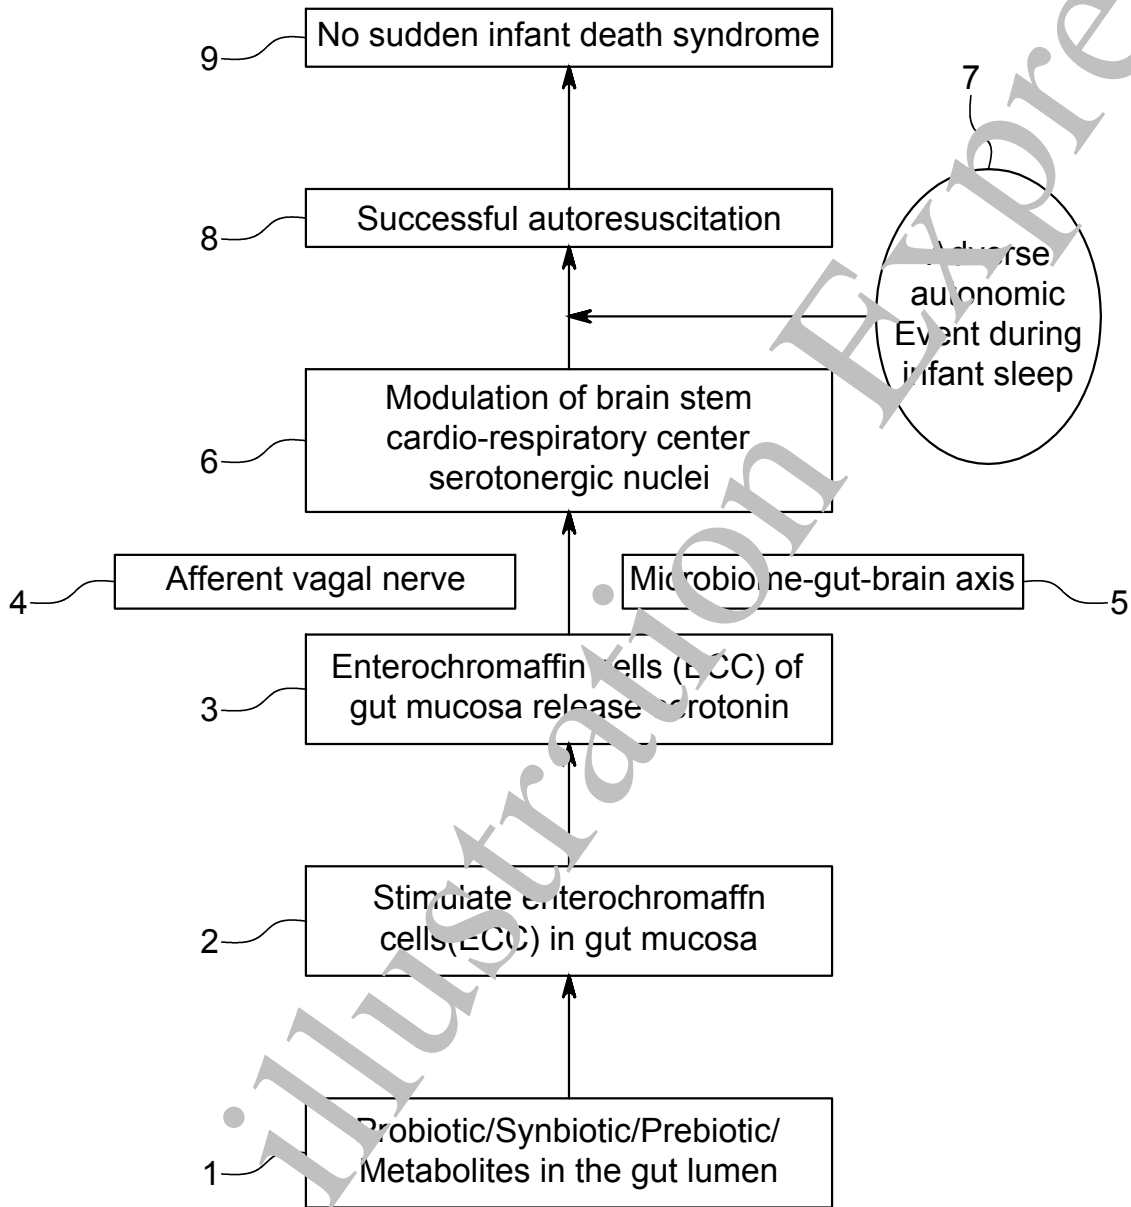 No sudden infant death syndrome
9
7
Successful autoresuscitation
8
Adverse
autonomic
Event during
infant sleep
Modulation of brain stem
cardio-respiratory center
serotonergic nuclei
6
Afferent vagal nerve
4
Microbiome-gut-brain axis
5
Enterochromaffin cells (ECC) of
gut mucosa release serotonin
3
Stimulate enterochromaffn
cells(ECC) in gut mucosa
2
Probiotic/Synbiotic/Prebiotic/
Metabolites in the gut lumen
1
illustration Expre